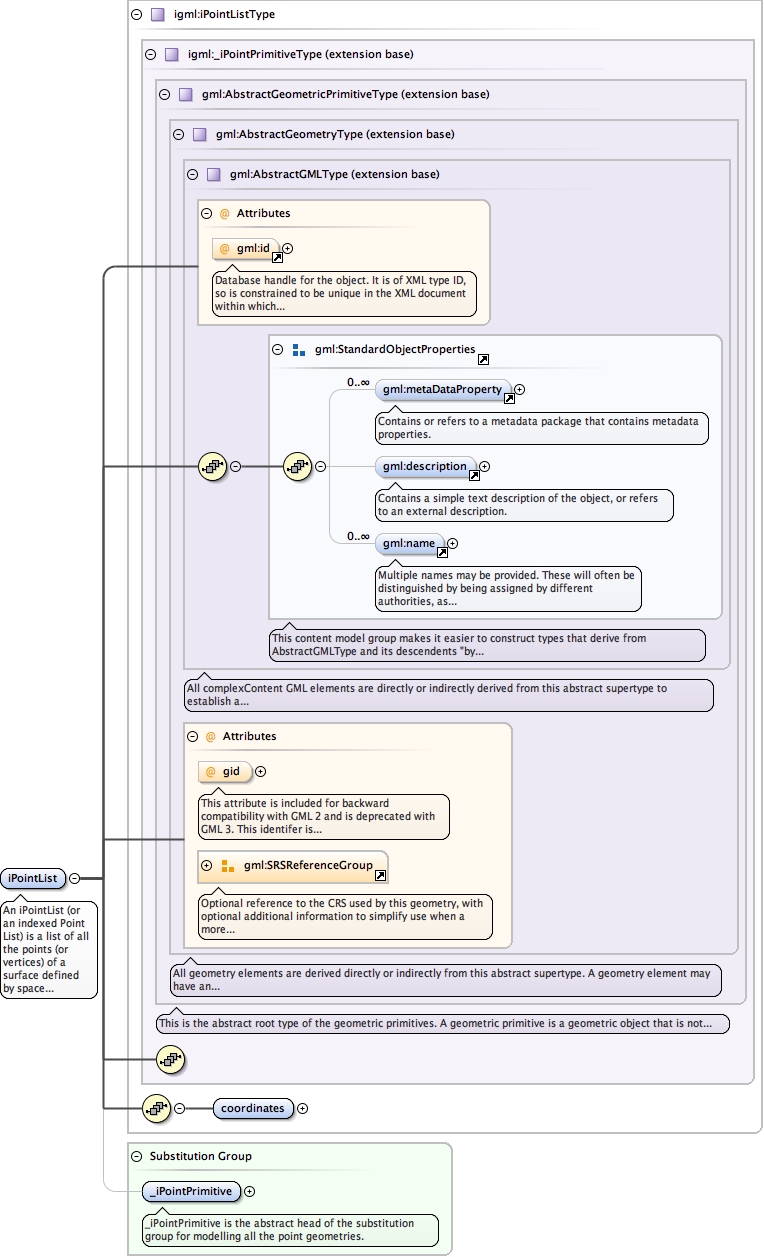 igml:iPointListType
igml:_iPointPrimitiveType (extension base)
gml:AbstractGeometricPrimitiveType (extension base)
gml:AbstractGeometryType (extension base)
gml:AbstractGMLType (extension base)
@ Attributes
@ gml:id
Database handle for the object. It is of XML type ID,
so is constrained to be unique in the XML document
within which...
gml:StandardObjectProperties
0..∞
gml:metaDataProperty
Contains or refers to a metadata package that contains metadata
properties.
gml:description
Contains a simple text description of the object, or refers
to an external description.
0..∞
gml:name
Multiple names may be provided. These will often be
distinguished by being assigned by different
authorities, as...
This content model group makes it easier to construct types that derive from
AbstractGMLType and its descendents "by...
All complexContent GML elements are directly or indirectly derived from this abstract supertype to
establish a...
@ Attributes
@ gid
This attribute is included for backward
compatibility with GML 2 and is deprecated with
GML 3. This identifer is...
gml:SRSReferenceGroup
Optional reference to the CRS used by this geometry, with
optional additional information to simplify use when a
more...
iPointList
An iPointList (or
an indexed Point
List) is a list of all
the points (or
vertices) of a
surface defined
by space...
All geometry elements are derived directly or indirectly from this abstract supertype. A geometry element may
have an...
This is the abstract root type of the geometric primitives. A geometric primitive is a geometric object that is not...
coordinates
Substitution Group
_iPointPrimitive
_iPointPrimitive is the abstract head of the substitution
group for modelling all the point geometries.